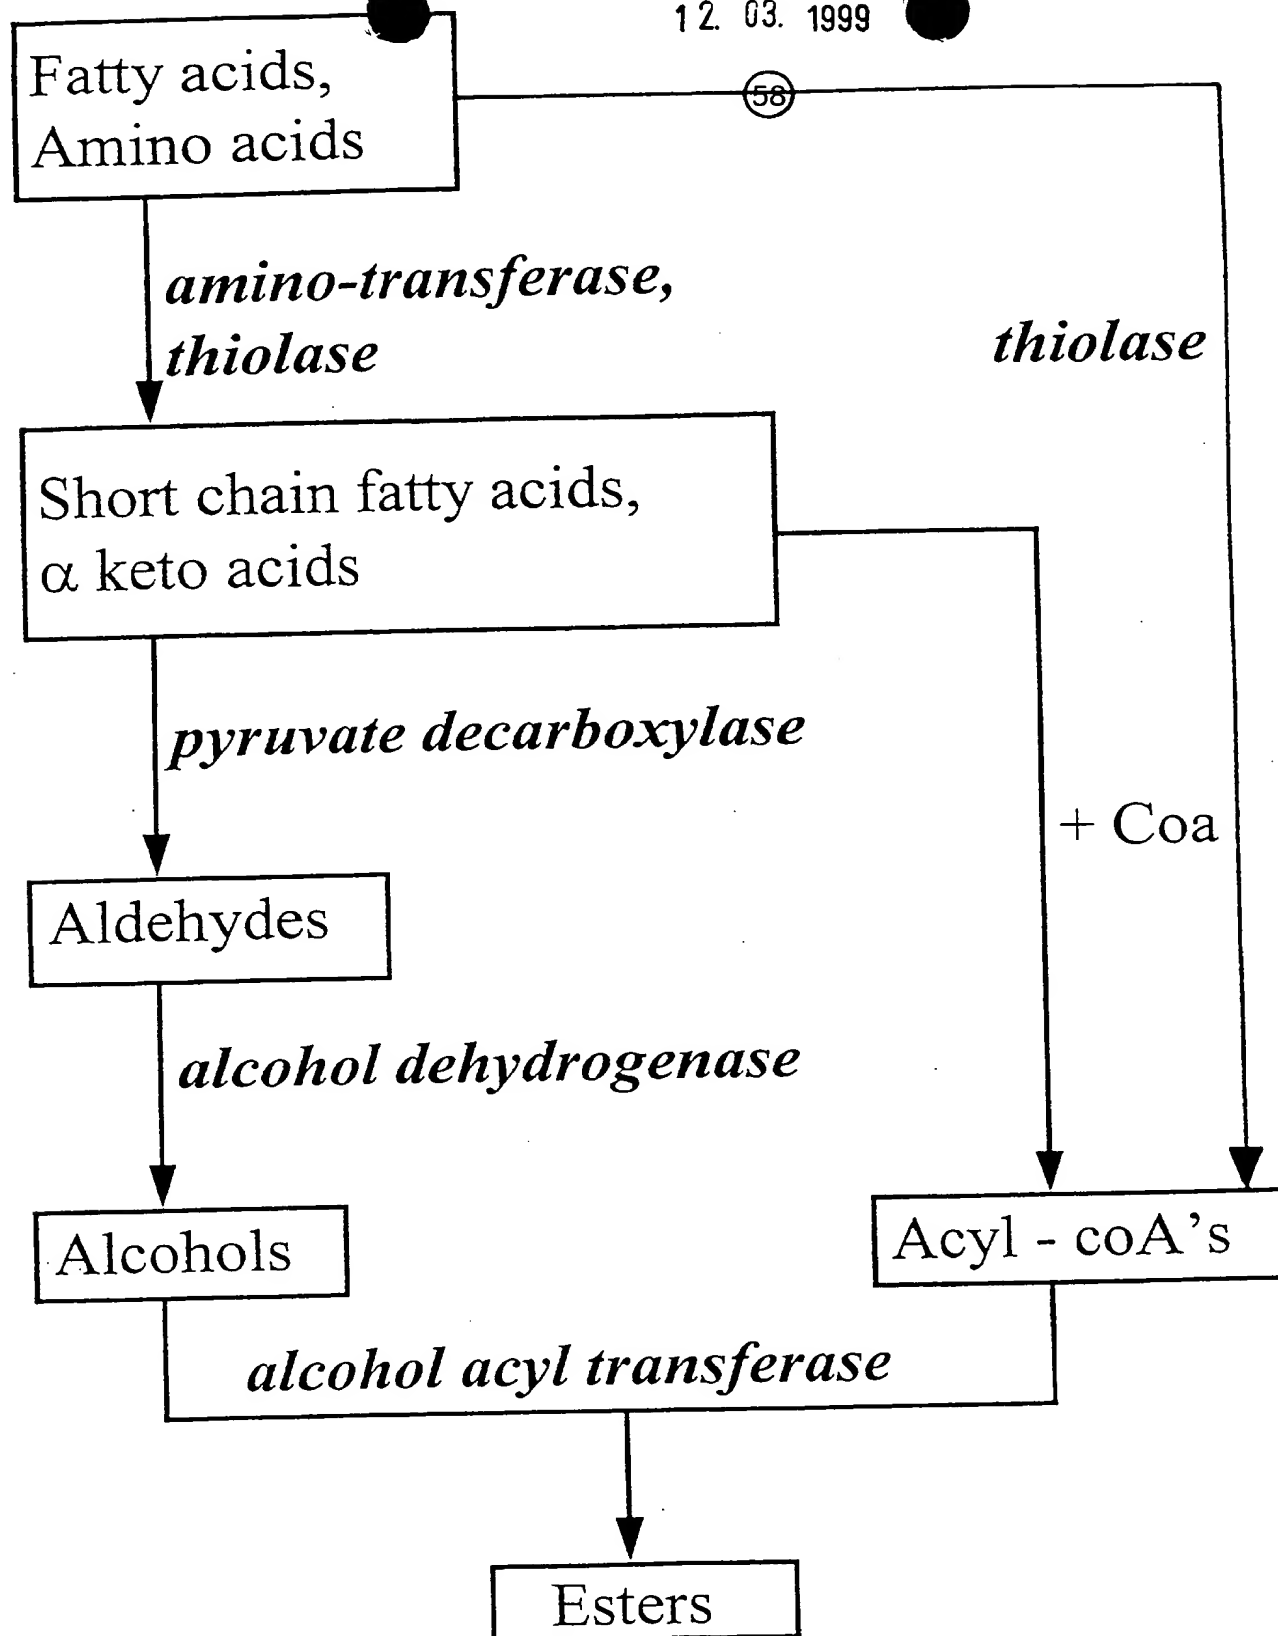 12. 03. 1999
58
Fatty acids,
Amino acids
amino-transferase,
thiolase
thiolase
Short chain fatty acids,
α keto acids
pyruvate decarboxylase
+ Coa
Aldehydes
alcohol dehydrogenase
Alcohols
Acyl - coA's
alcohol acyl transferase
Esters